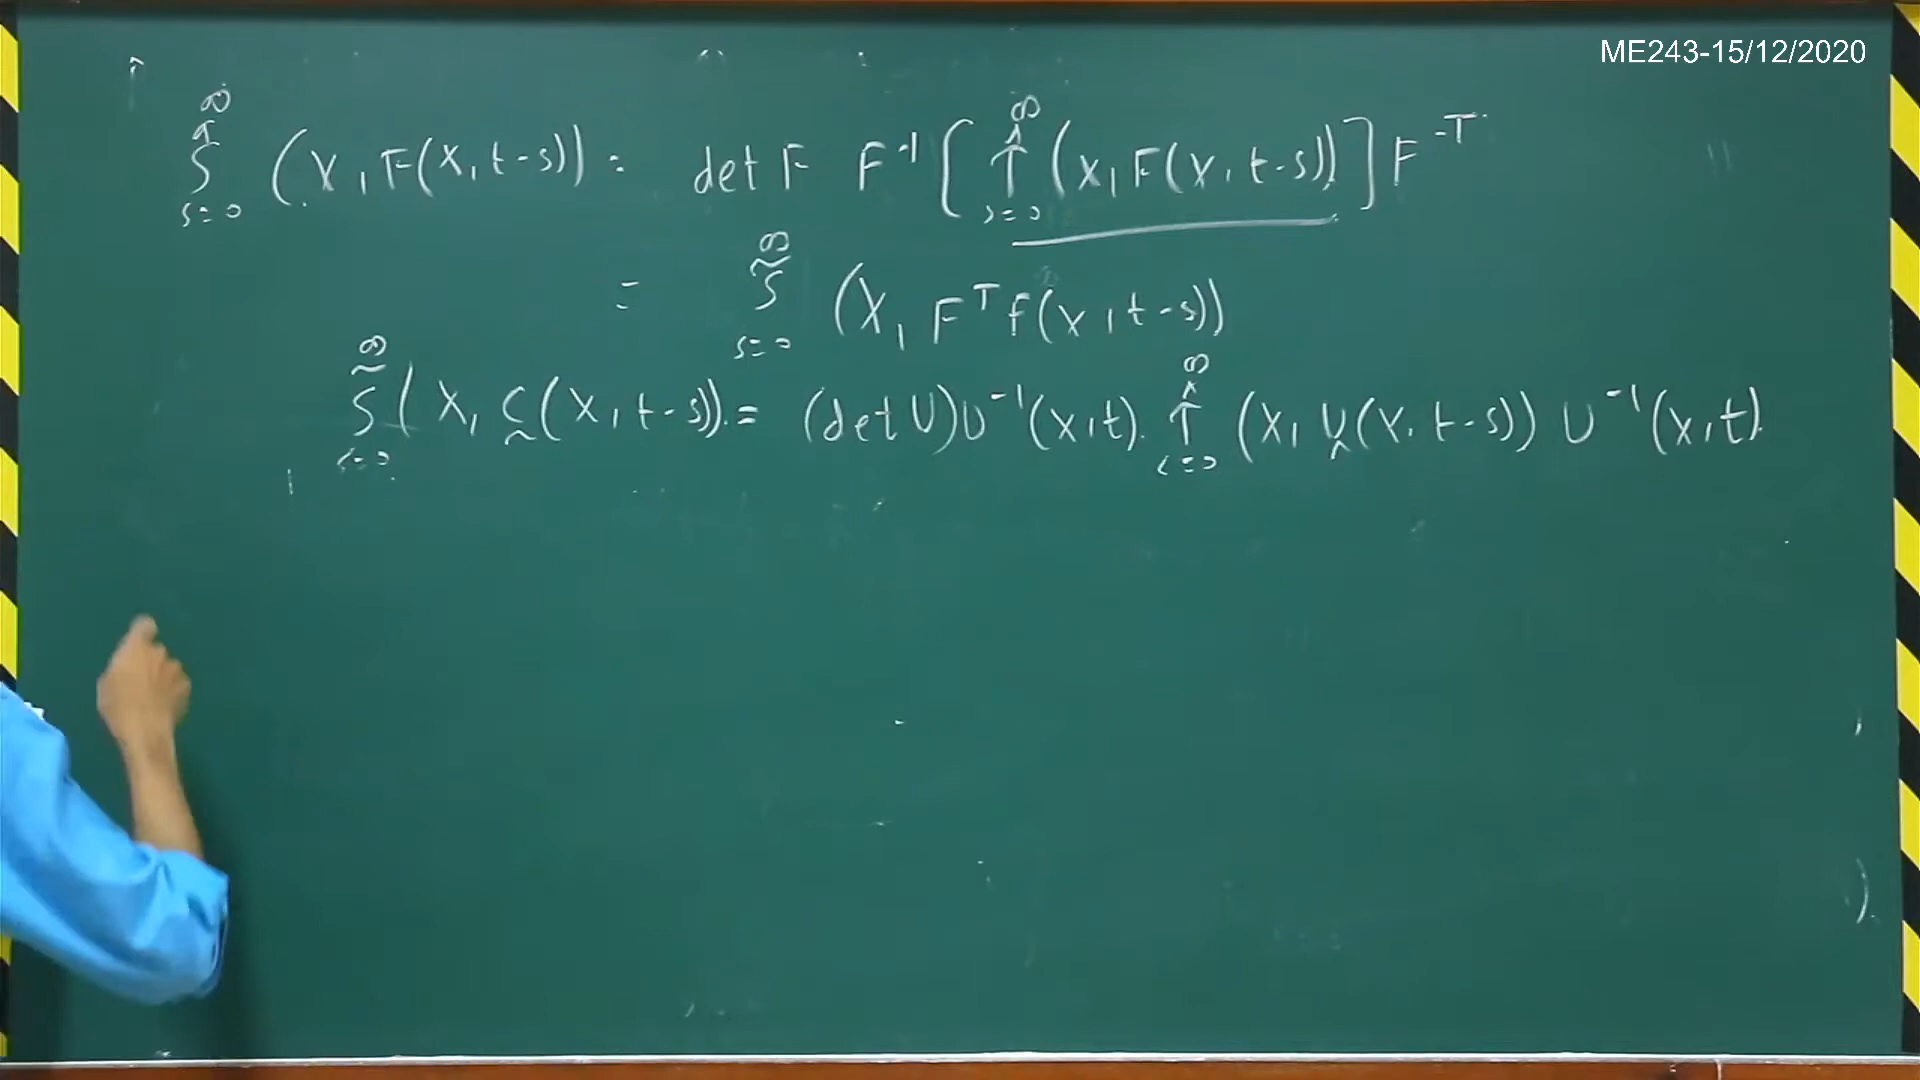 ME243-15/12/2020
∞ Ŝ s=0 (X, F(X, t-s)) = det F F⁻¹ [ ∞ T̂ s=0 (X, F(X, t-s)) ] F⁻ᵀ
= ∞ S̃ s=0 (X, Fᵀ F(X, t-s))
∞ S̃ s=0 (X, C(X, t-s)) = (det U) U⁻¹(X, t) ∞ T̂ s=0 (X, U(X, t-s)) U⁻¹(X, t)